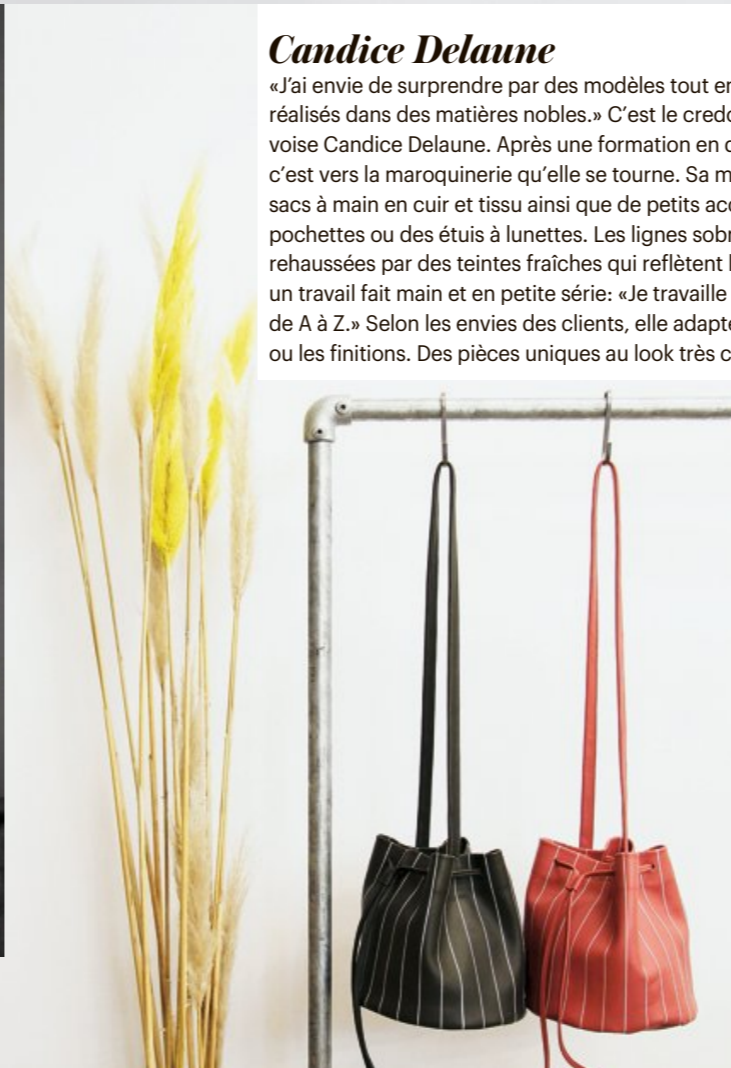 Candice Delaune
«J’ai envie de surprendre par des modèles tout en
réalisés dans des matières nobles.» C’est le credo
voise Candice Delaune. Après une formation en
c’est vers la maroquinerie qu’elle se tourne. Sa
sacs à main en cuir et tissu ainsi que de petits
pochettes ou des étuis à lunettes. Les lignes
rehaussées par des teintes fraîches qui reflètent
un travail fait main et en petite série: «Je travaille
de A à Z.» Selon les envies des clients, elle adapte
ou les finitions. Des pièces uniques au look très